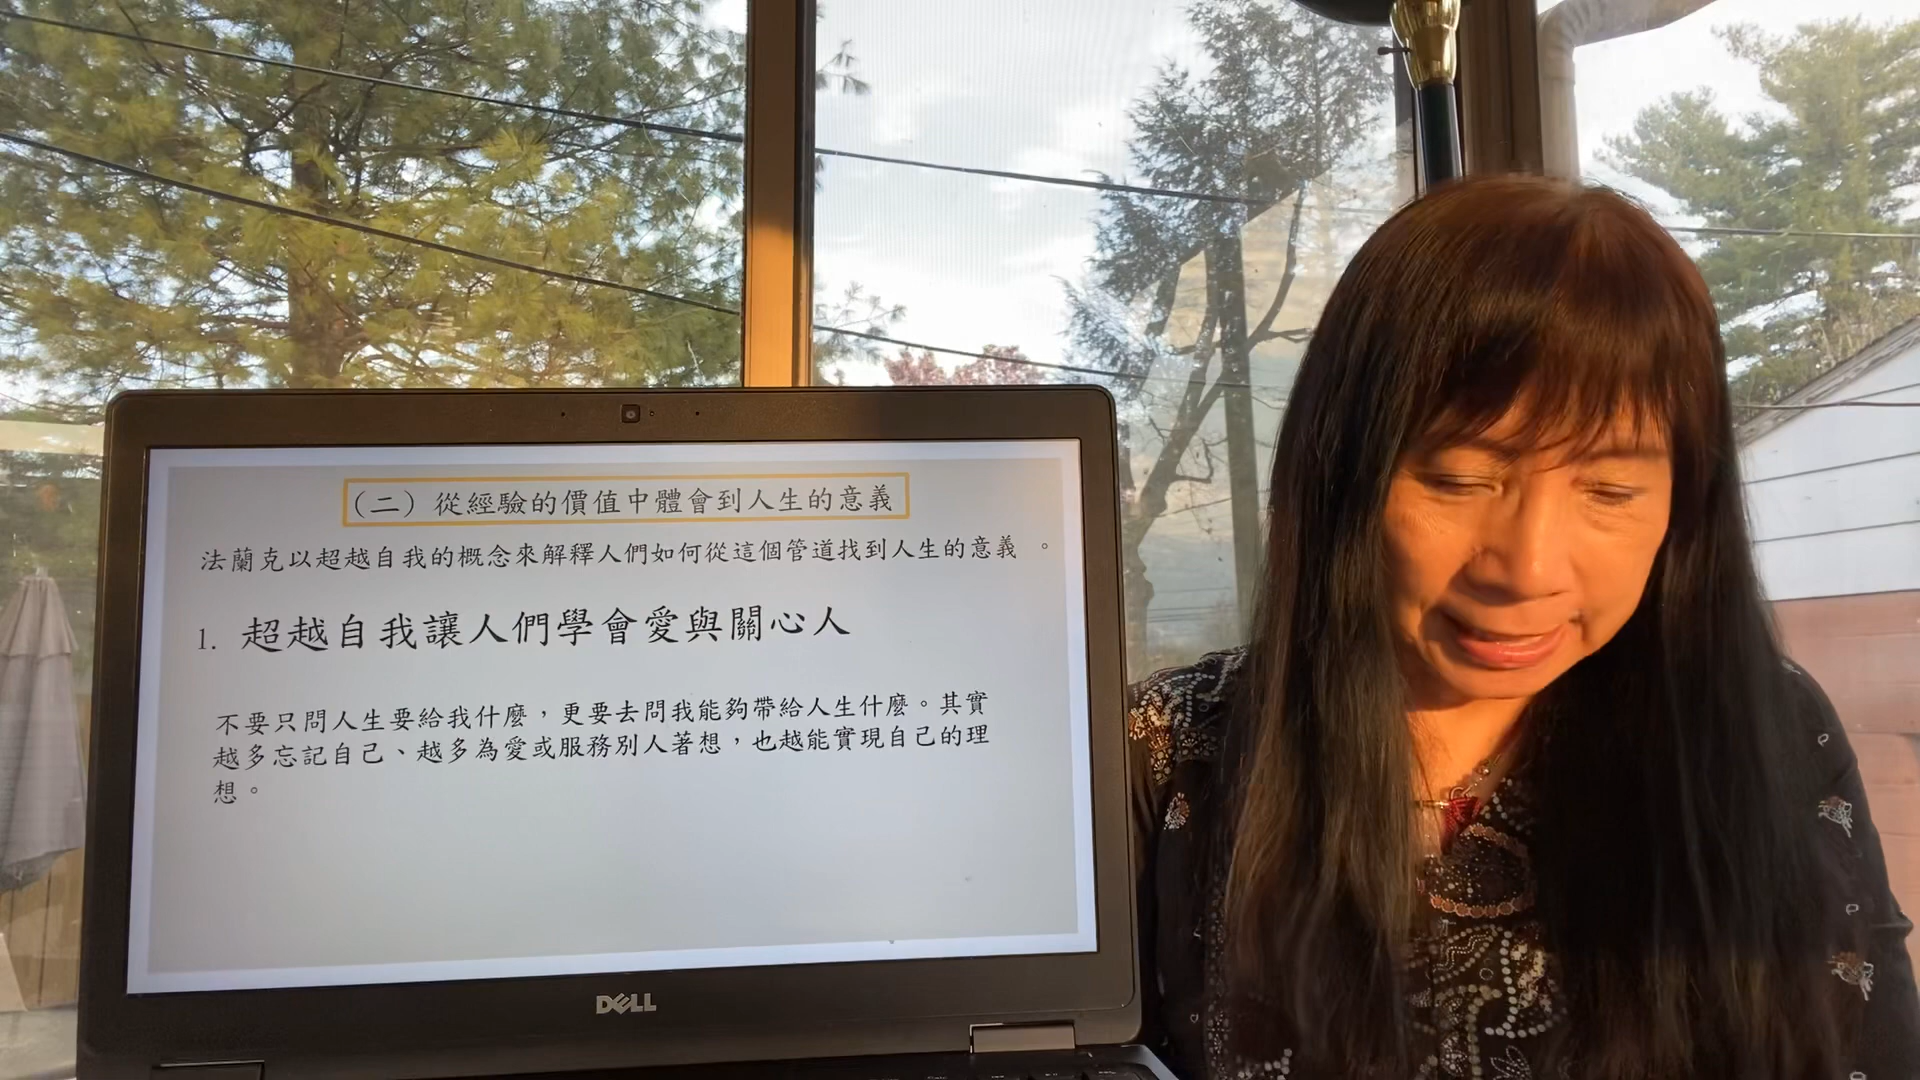 （二）從經驗的價值中體會到人生的意義
法蘭克以超越自我的概念來解釋人們如何從這個管道找到人生的意義。
1. 超越自我讓人們學會愛與關心人
不要只問人生要給我什麼，更要去問我能夠帶給人生什麼。其實
越多忘記自己、越多為愛或服務別人著想，也越能實現自己的理
想。
DELL